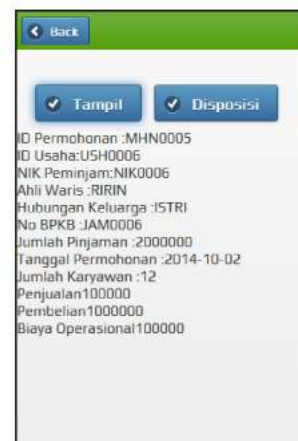 Back
Tampil Disposisi
ID Permohonan :MHN0005
ID Usaha:USH0006
NIK Peminjam:NIK0006
Ahli Waris :RIRIN
Hubungan Keluarga :ISTRI
No BPKB :JAM0006
Jumlah Pinjaman :2000000
Tanggal Permohonan :2014-10-02
Jumlah Karyawan :12
Penjualan100000
Pembelian1000000
Biaya Operasional100000